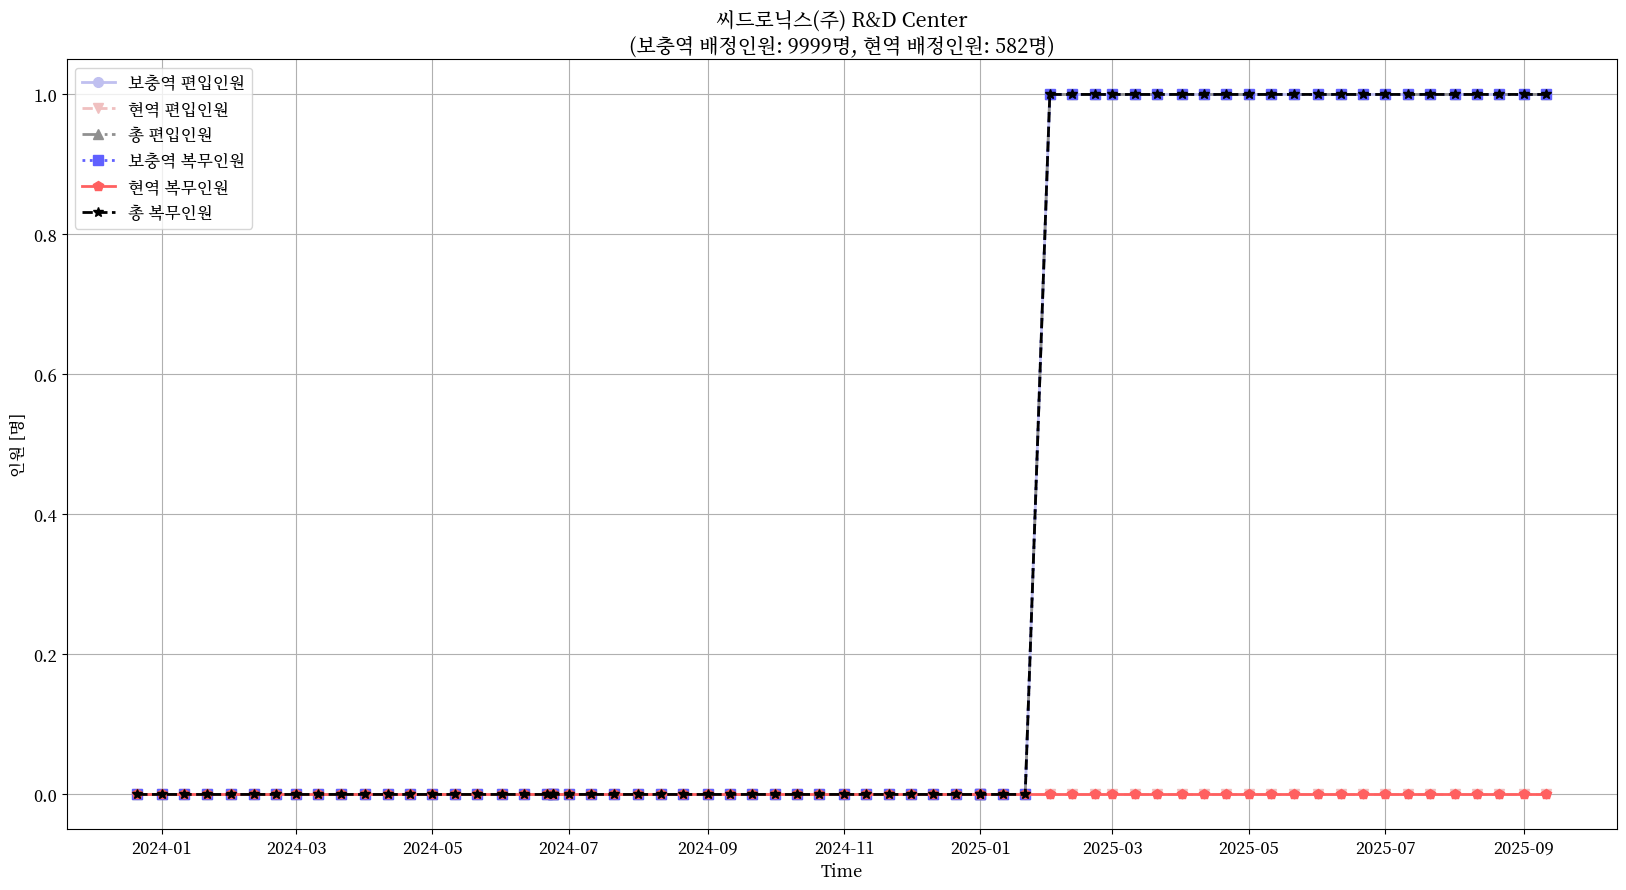 씨드로닉스(주) R&D Center
(보충역 배정인원: 9999명, 현역 배정인원: 582명)
보충역 편입인원
현역 편입인원
총 편입인원
보충역 복무인원
현역 복무인원
총 복무인원
1.0
0.8
0.6
0.4
0.2
0.0
인원 [명]
2024-01 2024-03 2024-05 2024-07 2024-09 2024-11 2025-01 2025-03 2025-05 2025-07 2025-09
Time